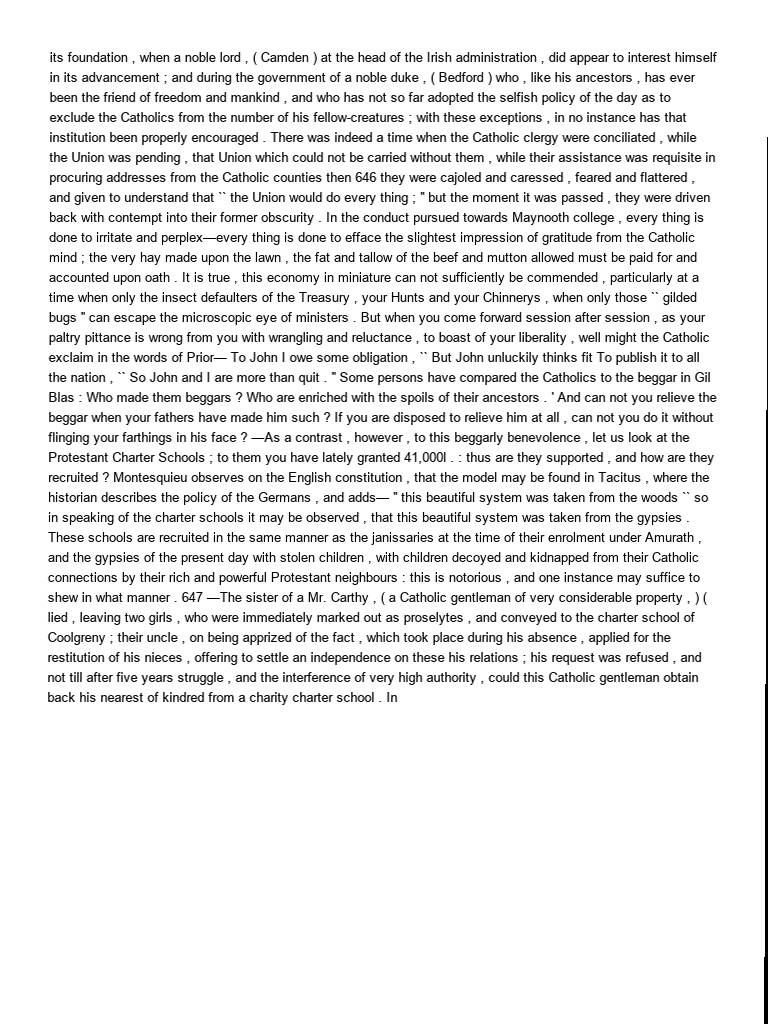 its foundation , when a noble lord , ( Camden ) at the head of the Irish administration , did appear to interest himself
in its advancement ; and during the government of a noble duke , ( Bedford ) who , like his ancestors , has ever
been the friend of freedom and mankind , and who has not so far adopted the selfish policy of the day as to
exclude the Catholics from the number of his fellow-creatures ; with these exceptions , in no instance has that
institution been properly encouraged . There was indeed a time when the Catholic clergy were conciliated , while
the Union was pending , that Union which could not be carried without them , while their assistance was requisite in
procuring addresses from the Catholic counties then 646 they were cajoled and caressed , feared and flattered ,
and given to understand that `` the Union would do every thing ; " but the moment it was passed , they were driven
back with contempt into their former obscurity . In the conduct pursued towards Maynooth college , every thing is
done to irritate and perplex—every thing is done to efface the slightest impression of gratitude from the Catholic
mind ; the very hay made upon the lawn , the fat and tallow of the beef and mutton allowed must be paid for and
accounted upon oath . It is true , this economy in miniature can not sufficiently be commended , particularly at a
time when only the insect defaulters of the Treasury , your Hunts and your Chinnerys , when only those `` gilded
bugs " can escape the microscopic eye of ministers . But when you come forward session after session , as your
paltry pittance is wrong from you with wrangling and reluctance , to boast of your liberality , well might the Catholic
exclaim in the words of Prior— To John I owe some obligation , `` But John unluckily thinks fit To publish it to all
the nation , `` So John and I are more than quit . " Some persons have compared the Catholics to the beggar in Gil
Blas : Who made them beggars ? Who are enriched with the spoils of their ancestors . ' And can not you relieve the
beggar when your fathers have made him such ? If you are disposed to relieve him at all , can not you do it without
flinging your farthings in his face ? —As a contrast , however , to this beggarly benevolence , let us look at the
Protestant Charter Schools ; to them you have lately granted 41,000l . : thus are they supported , and how are they
recruited ? Montesquieu observes on the English constitution , that the model may be found in Tacitus , where the
historian describes the policy of the Germans , and adds— " this beautiful system was taken from the woods `` so
in speaking of the charter schools it may be observed , that this beautiful system was taken from the gypsies .
These schools are recruited in the same manner as the janissaries at the time of their enrolment under Amurath ,
and the gypsies of the present day with stolen children , with children decoyed and kidnapped from their Catholic
connections by their rich and powerful Protestant neighbours : this is notorious , and one instance may suffice to
shew in what manner . 647 —The sister of a Mr. Carthy , ( a Catholic gentleman of very considerable property , ) (
lied , leaving two girls , who were immediately marked out as proselytes , and conveyed to the charter school of
Coolgreny ; their uncle , on being apprized of the fact , which took place during his absence , applied for the
restitution of his nieces , offering to settle an independence on these his relations ; his request was refused , and
not till after five years struggle , and the interference of very high authority , could this Catholic gentleman obtain
back his nearest of kindred from a charity charter school . In